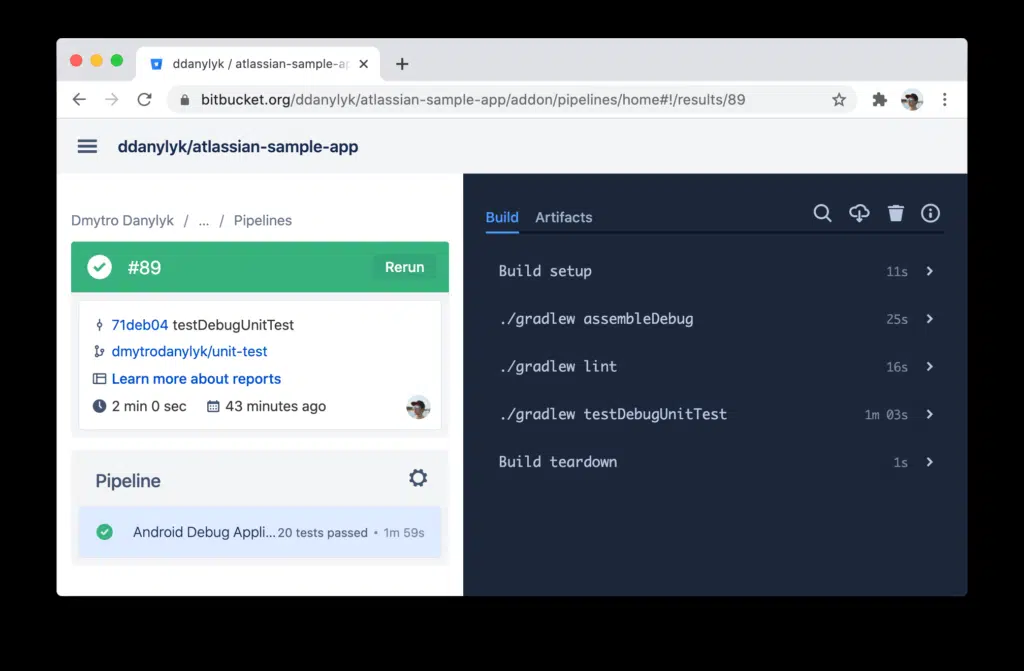 ddanylyk / atlassian-sample-ap
bitbucket.org/ddanylyk/atlassian-sample-app/addon/pipelines/home#!/results/89
ddanylyk/atlassian-sample-app
Dmytro Danylyk / ... / Pipelines
#89
Rerun
71deb04 testDebugUnitTest
dmytrodanylyk/unit-test
Learn more about reports
2 min 0 sec 43 minutes ago
Pipeline
Android Debug Appli... 20 tests passed • 1m 59s
Build Artifacts
Build setup 11s
./gradlew assembleDebug 25s
./gradlew lint 16s
./gradlew testDebugUnitTest 1m 03s
Build teardown 1s